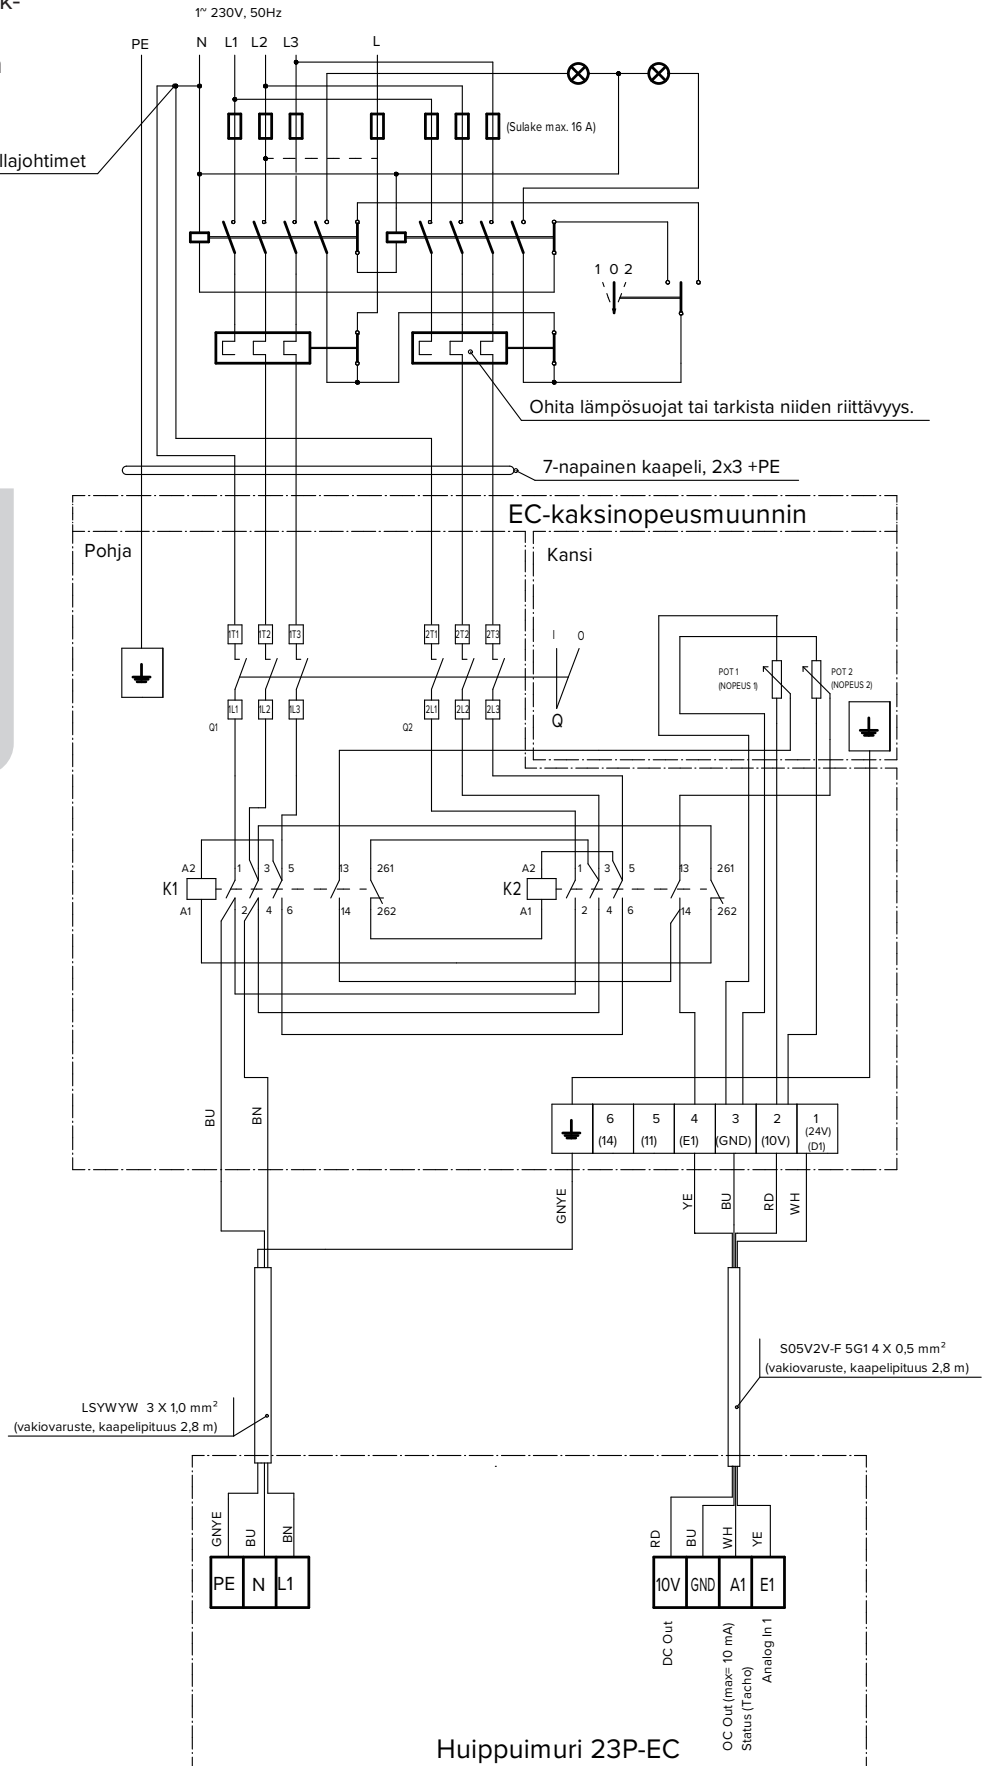 k-
1~ 230V, 50Hz
PE N L1 L2 L3 L
(Sulake max. 16 A)
llajohtimet
1 0 2
Ohita lämpösuojat tai tarkista niiden riittävyys.
7-napainen kaapeli, 2x3 +PE
EC-kaksinopeusmuunnin
Pohja
Kansi
1T1 1T2 1T3 2T1 2T2 2T3
I 0
POT 1
(NOPEUS 1)
POT 2
(NOPEUS 2)
1L1 1L2 1L3 2L1 2L2 2L3
Q1 Q2 Q
A2 1 3 5 13 261 A2 1 3 5 13 261
K1 K2
A1 2 4 6 14 262 A1 2 4 6 14 262
BU BN
6 5 4 3 2 1
(14) (11) (E1) (GND) (10V) (24V)
(D1)
GNYE YE BU RD WH
S05V2V-F 5G1 4 X 0,5 mm²
(vakiovaruste, kaapelipituus 2,8 m)
LSYWYW 3 X 1,0 mm²
(vakiovaruste, kaapelipituus 2,8 m)
GNYE BU BN RD BU WH YE
PE N L1 10V GND A1 E1
DC Out
OC Out (max= 10 mA)
Status (Tacho)
Analog In 1
Huippuimuri 23P-EC